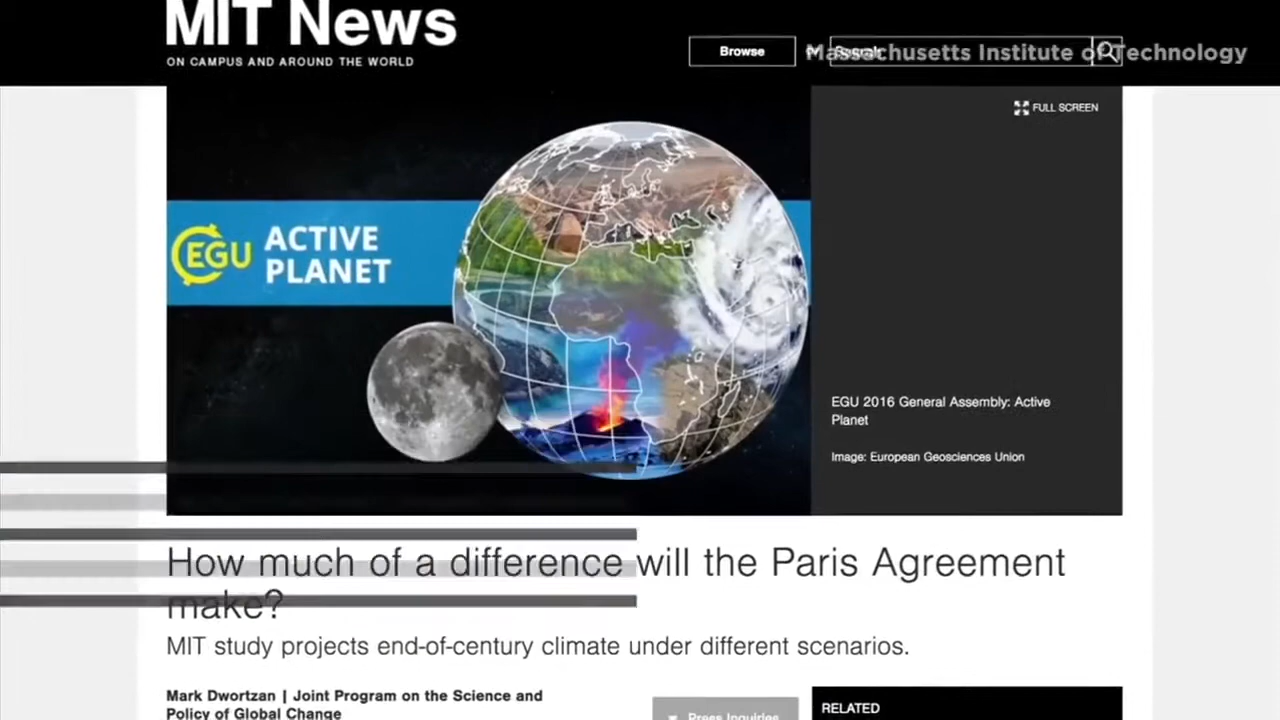 MIT News
ON CAMPUS AND AROUND THE WORLD
Browse
Search
Massachusetts Institute of Technology
FULL SCREEN
EGU
ACTIVE
PLANET
EGU 2016 General Assembly: Active
Planet
Image: European Geosciences Union
How much of a difference will the Paris Agreement
make?
MIT study projects end-of-century climate under different scenarios.
Mark Dwortzan | Joint Program on the Science and
Policy of Global Change
Press Inquiries
RELATED